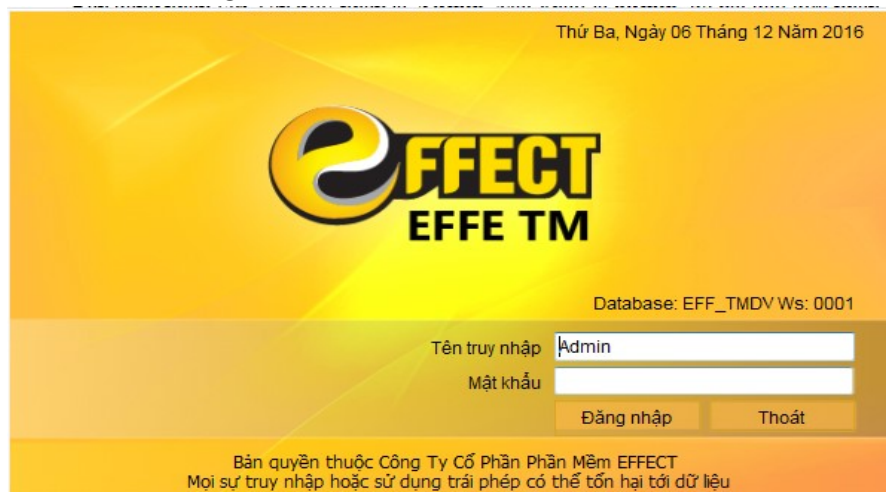 Thứ Ba, Ngày 06 Tháng 12 Năm 2016
eFFECT
EFFE TM
Database: EFF_TMDV Ws: 0001
Tên truy nhập Admin
Mật khẩu
Đăng nhập Thoát
Bản quyền thuộc Công Ty Cổ Phần Phần Mềm EFFECT
Mọi sự truy nhập hoặc sử dụng trái phép có thể tổn hại tới dữ liệu